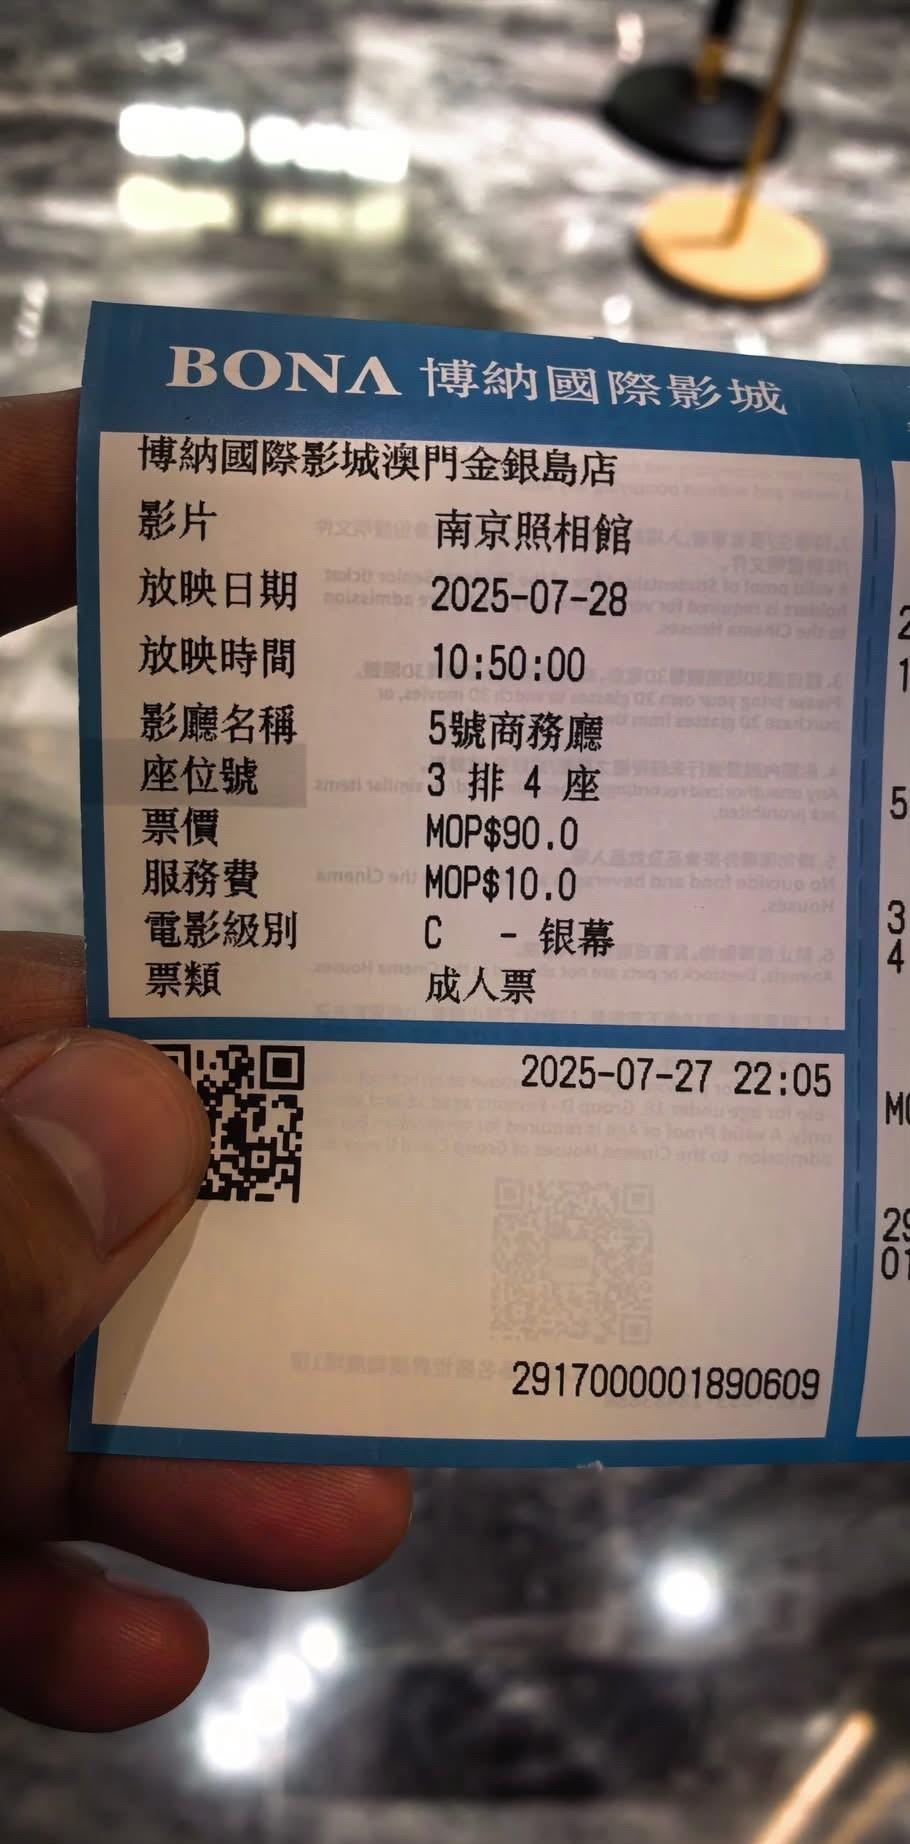 BONA 博納國際影城
博納國際影城澳門金銀島店
影片 南京照相館
放映日期 2025-07-28
放映時間 10:50:00
影廳名稱 5號商務廳
座位號 3 排 4 座
票價 MOP$90.0
服務費 MOP$10.0
電影級別 C - 银幕
票類 成人票
2025-07-27 22:05
2917000001890609